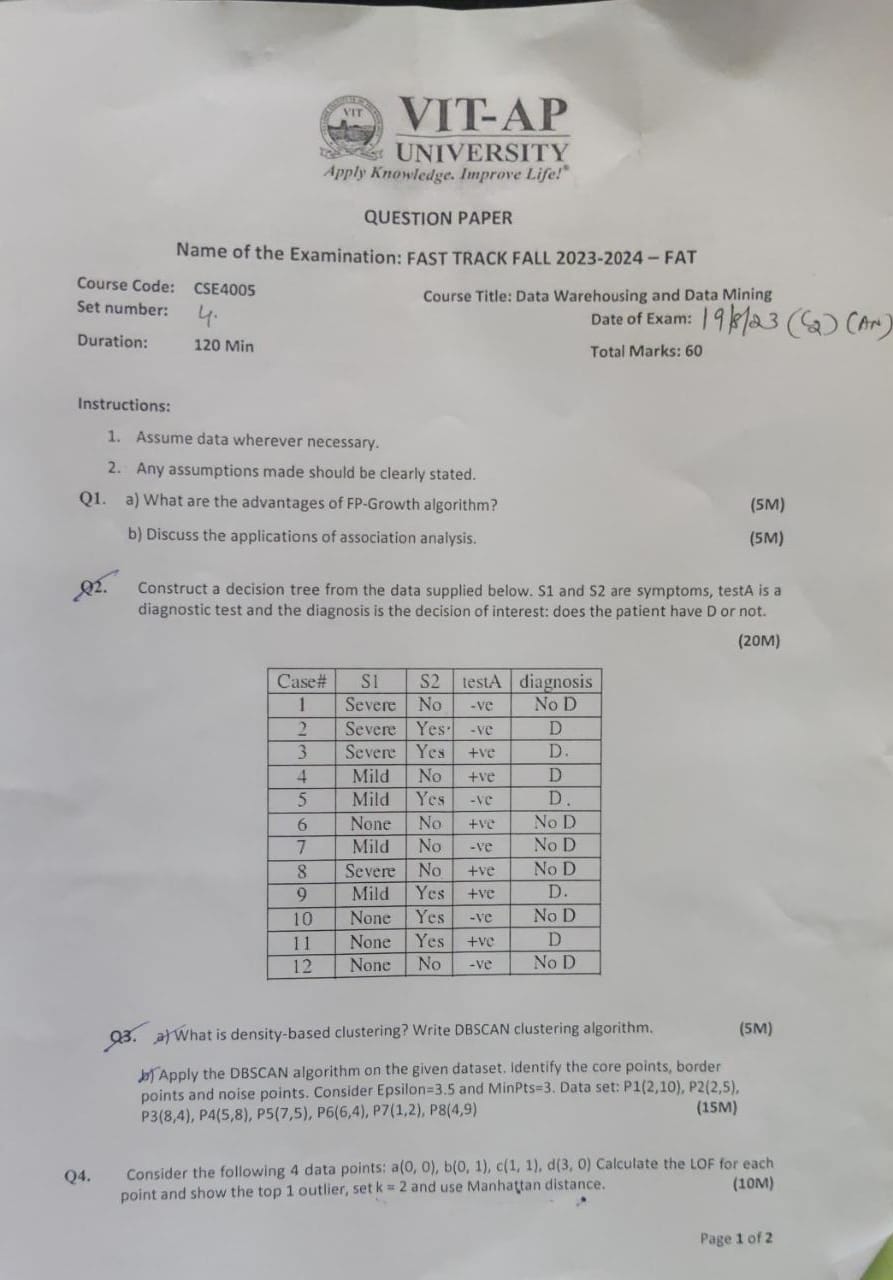 VIT
VIT-AP
UNIVERSITY
Apply Knowledge. Improve Life!®
QUESTION PAPER
Name of the Examination: FAST TRACK FALL 2023-2024 – FAT
Course Code: CSE4005
Course Title: Data Warehousing and Data Mining
Set number: 4.
Date of Exam: 19/8/23 (S2) (AN)
Duration: 120 Min
Total Marks: 60
Instructions:
1. Assume data wherever necessary.
2. Any assumptions made should be clearly stated.
Q1. a) What are the advantages of FP-Growth algorithm? (5M)
b) Discuss the applications of association analysis. (5M)
Q2. Construct a decision tree from the data supplied below. S1 and S2 are symptoms, testA is a
diagnostic test and the diagnosis is the decision of interest: does the patient have D or not.
(20M)
Case# S1 S2 testA diagnosis
1 Severe No -ve No D
2 Severe Yes -ve D
3 Severe Yes +ve D
4 Mild No +ve D
5 Mild Yes -ve D
6 None No +ve No D
7 Mild No -ve No D
8 Severe No +ve No D
9 Mild Yes +ve D
10 None Yes -ve No D
11 None Yes +ve D
12 None No -ve No D
Q3. a) What is density-based clustering? Write DBSCAN clustering algorithm. (5M)
b) Apply the DBSCAN algorithm on the given dataset. Identify the core points, border
points and noise points. Consider Epsilon=3.5 and MinPts=3. Data set: P1(2,10), P2(2,5),
P3(8,4), P4(5,8), P5(7,5), P6(6,4), P7(1,2), P8(4,9) (15M)
Q4. Consider the following 4 data points: a(0, 0), b(0, 1), c(1, 1), d(3, 0) Calculate the LOF for each
point and show the top 1 outlier, set k = 2 and use Manhattan distance. (10M)
Page 1 of 2